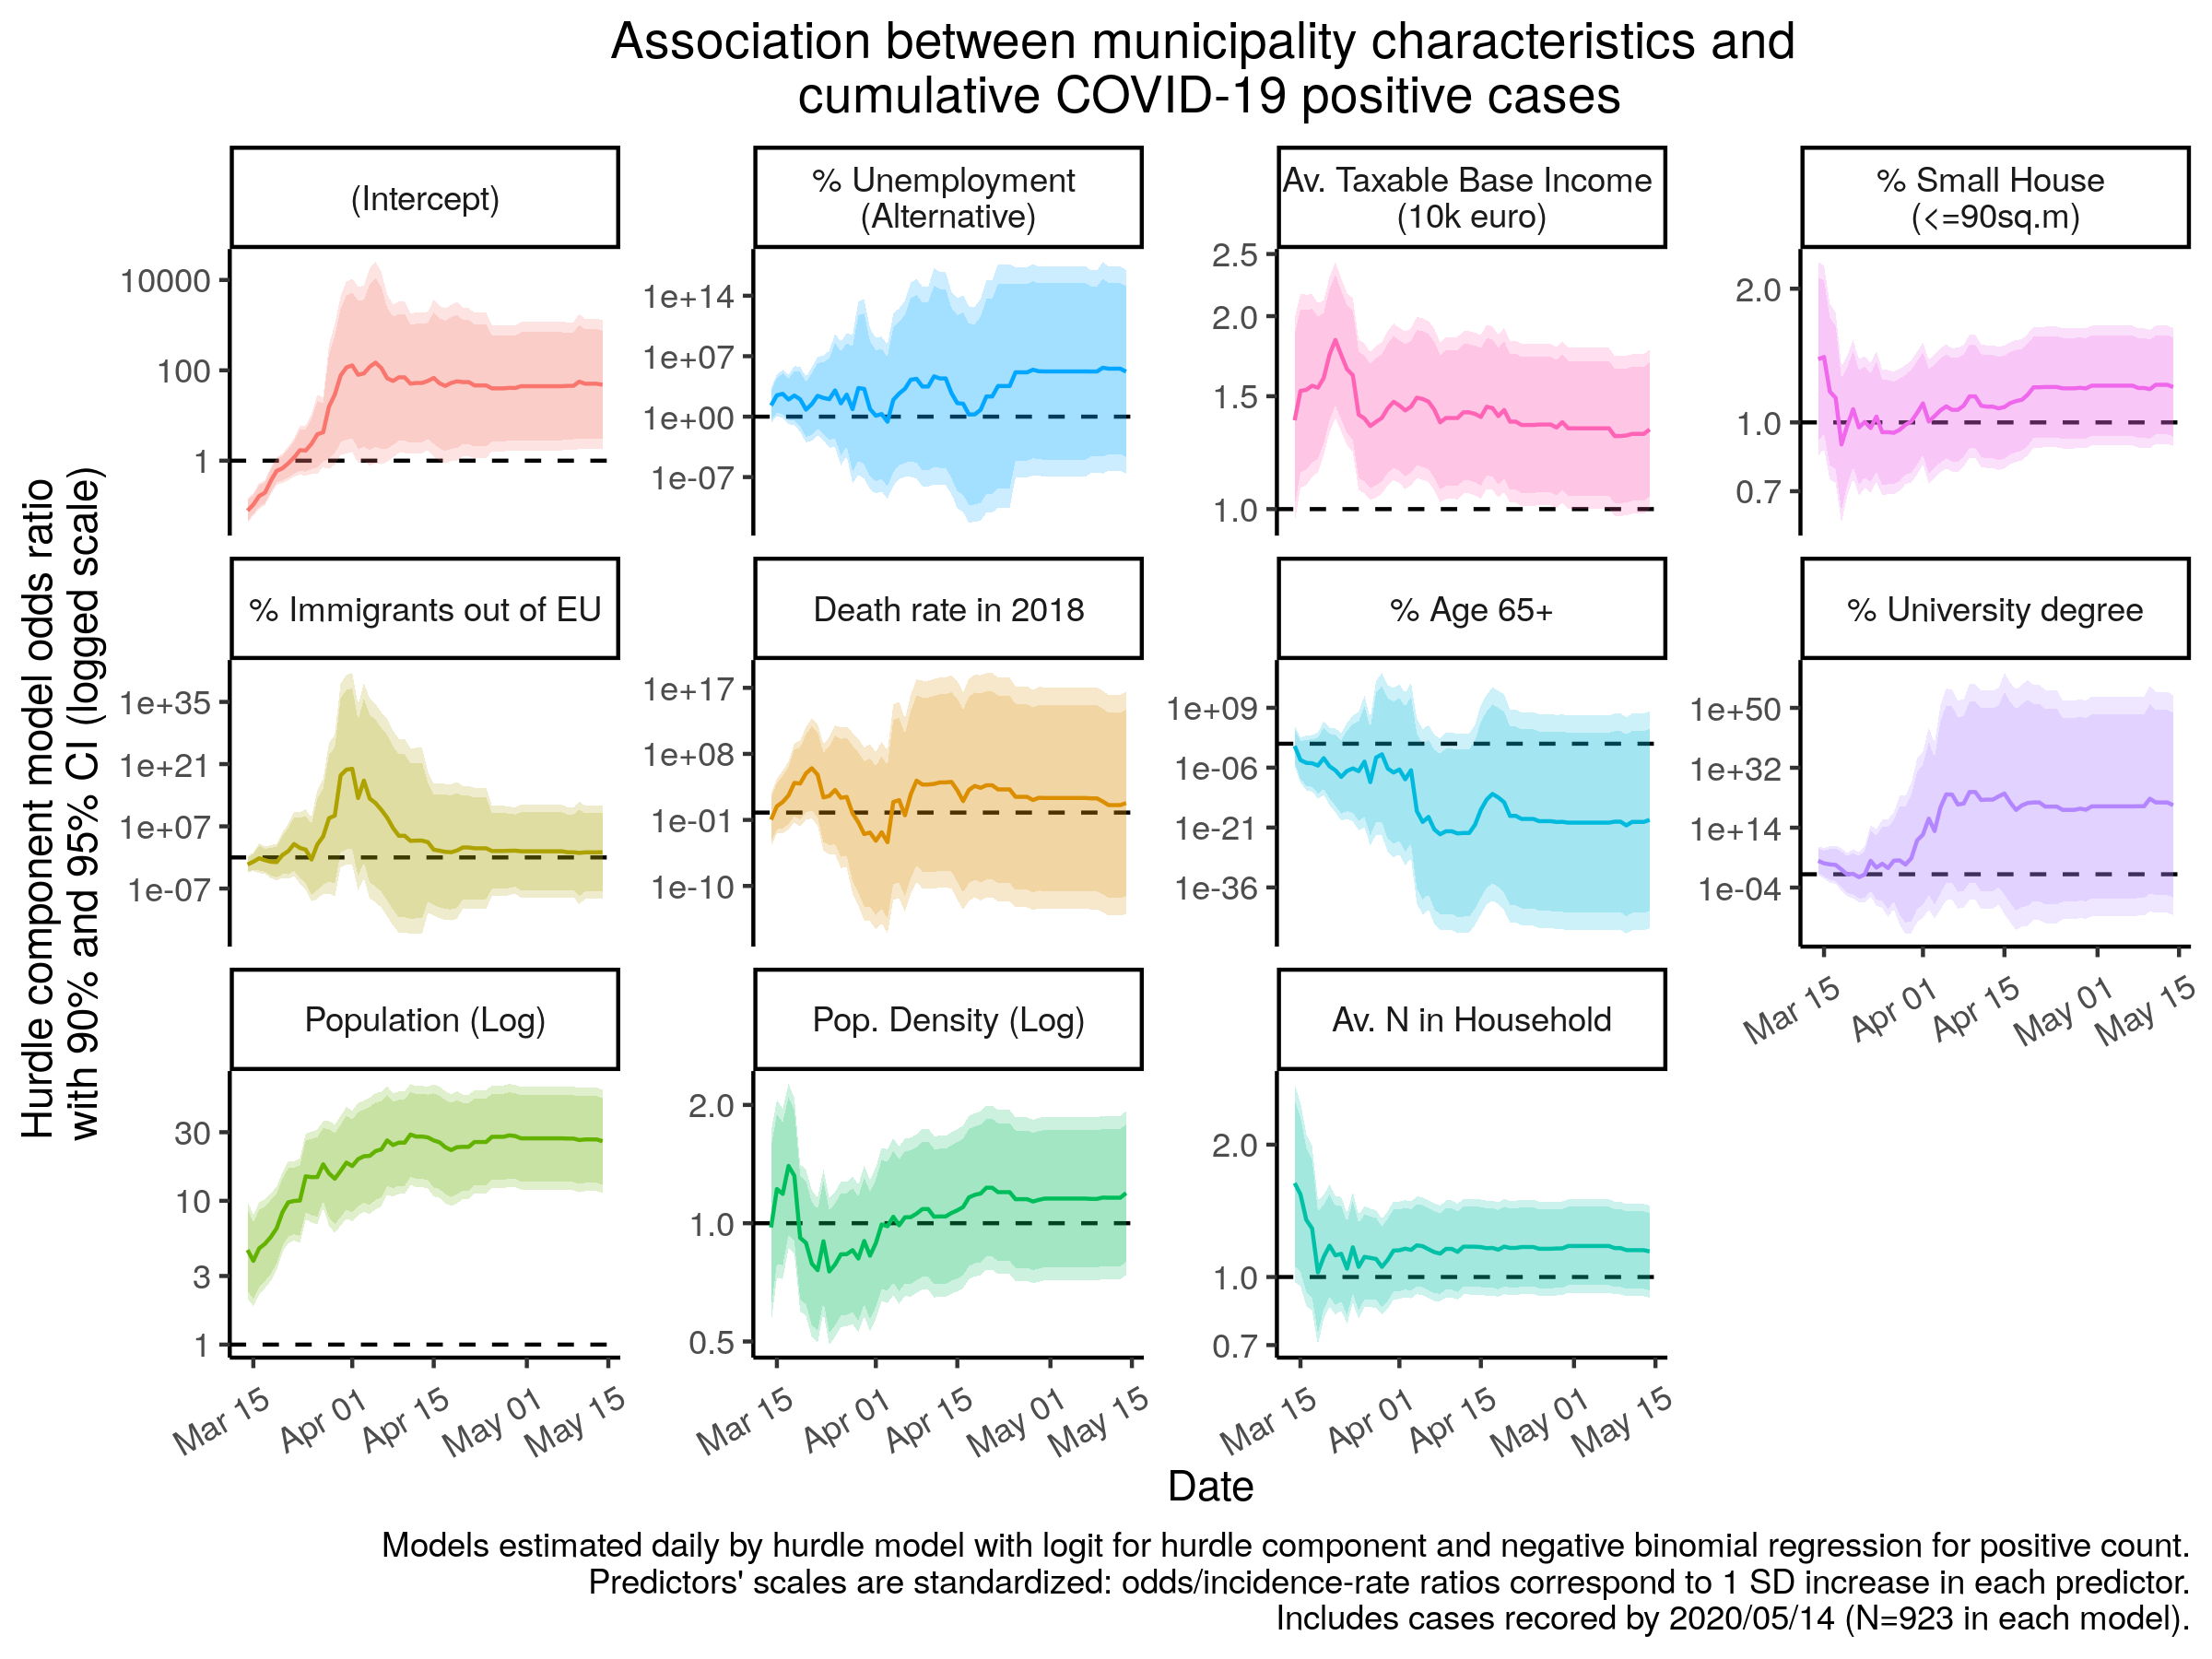 Association between municipality characteristics and
cumulative COVID-19 positive cases
Hurdle component model odds ratio
with 90% and 95% CI (logged scale)
(Intercept)
10000
100
1
% Unemployment
(Alternative)
1e+14
1e+07
1e+00
1e-07
Av. Taxable Base Income
(10k euro)
2.5
2.0
1.5
1.0
% Small House
(<=90sq.m)
2.0
1.0
0.7
% Immigrants out of EU
1e+35
1e+21
1e+07
1e-07
Death rate in 2018
1e+17
1e+08
1e-01
1e-10
% Age 65+
1e+09
1e-06
1e-21
1e-36
% University degree
1e+50
1e+32
1e+14
1e-04
Mar 15 Apr 01 Apr 15 May 01 May 15
Population (Log)
30
10
3
1
Mar 15 Apr 01 Apr 15 May 01 May 15
Pop. Density (Log)
2.0
1.0
0.5
Mar 15 Apr 01 Apr 15 May 01 May 15
Av. N in Household
2.0
1.0
0.7
Mar 15 Apr 01 Apr 15 May 01 May 15
Date
Models estimated daily by hurdle model with logit for hurdle component and negative binomial regression for positive count.
Predictors' scales are standardized: odds/incidence-rate ratios correspond to 1 SD increase in each predictor.
Includes cases recored by 2020/05/14 (N=923 in each model).